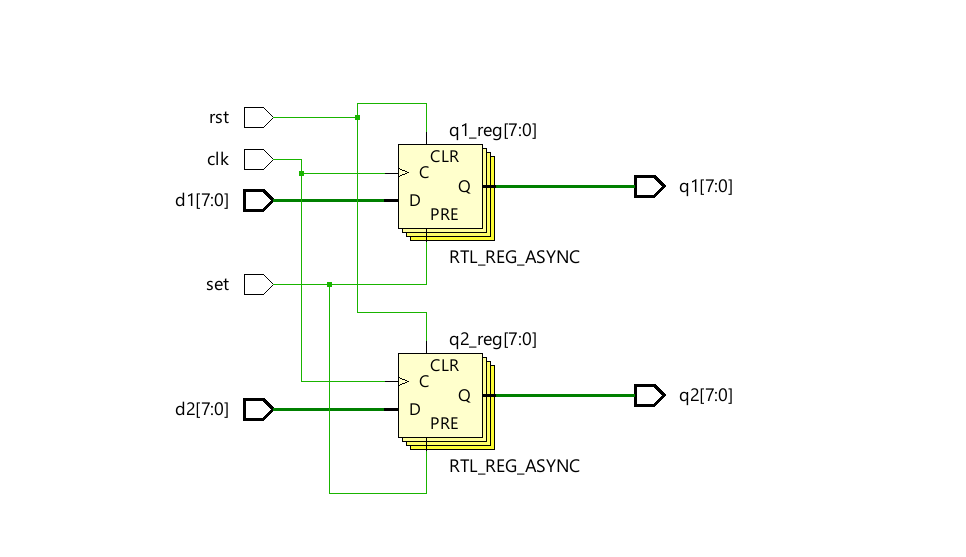 rst
q1_reg[7:0]
clk
CLR
C
d1[7:0]
D
Q
q1[7:0]
PRE
RTL_REG_ASYNC
set
q2_reg[7:0]
CLR
C
d2[7:0]
D
Q
q2[7:0]
PRE
RTL_REG_ASYNC